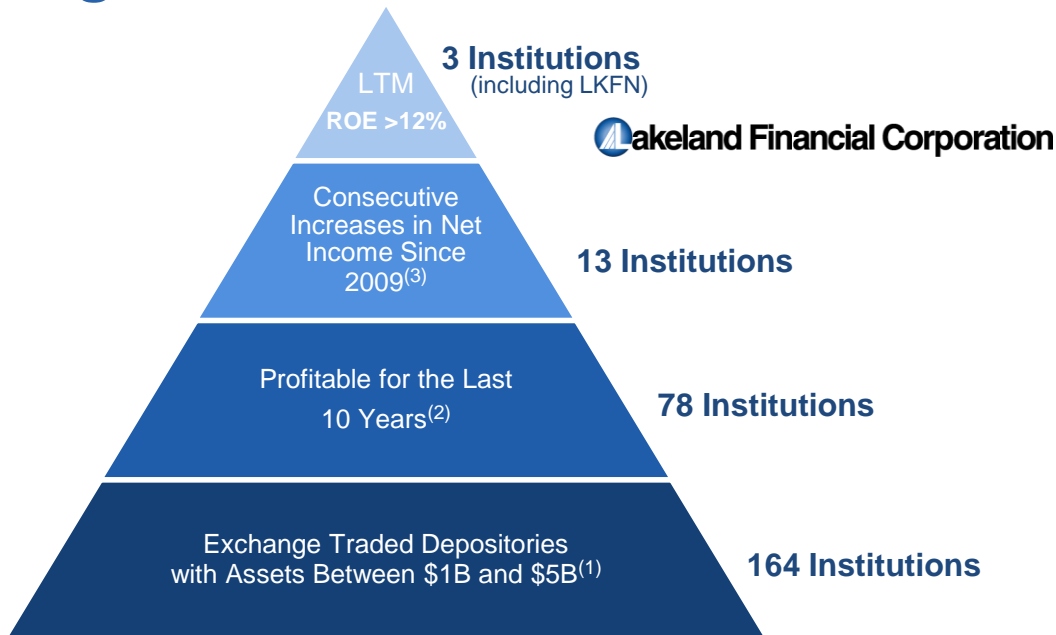 3 Institutions
(including LKFN)
LTM
ROE >12%
Lakeland Financial Corporation
Consecutive
Increases in Net
Income Since
2009(3)
13 Institutions
Profitable for the Last
10 Years(2)
78 Institutions
Exchange Traded Depositories
with Assets Between $1B and $5B(1)
164 Institutions